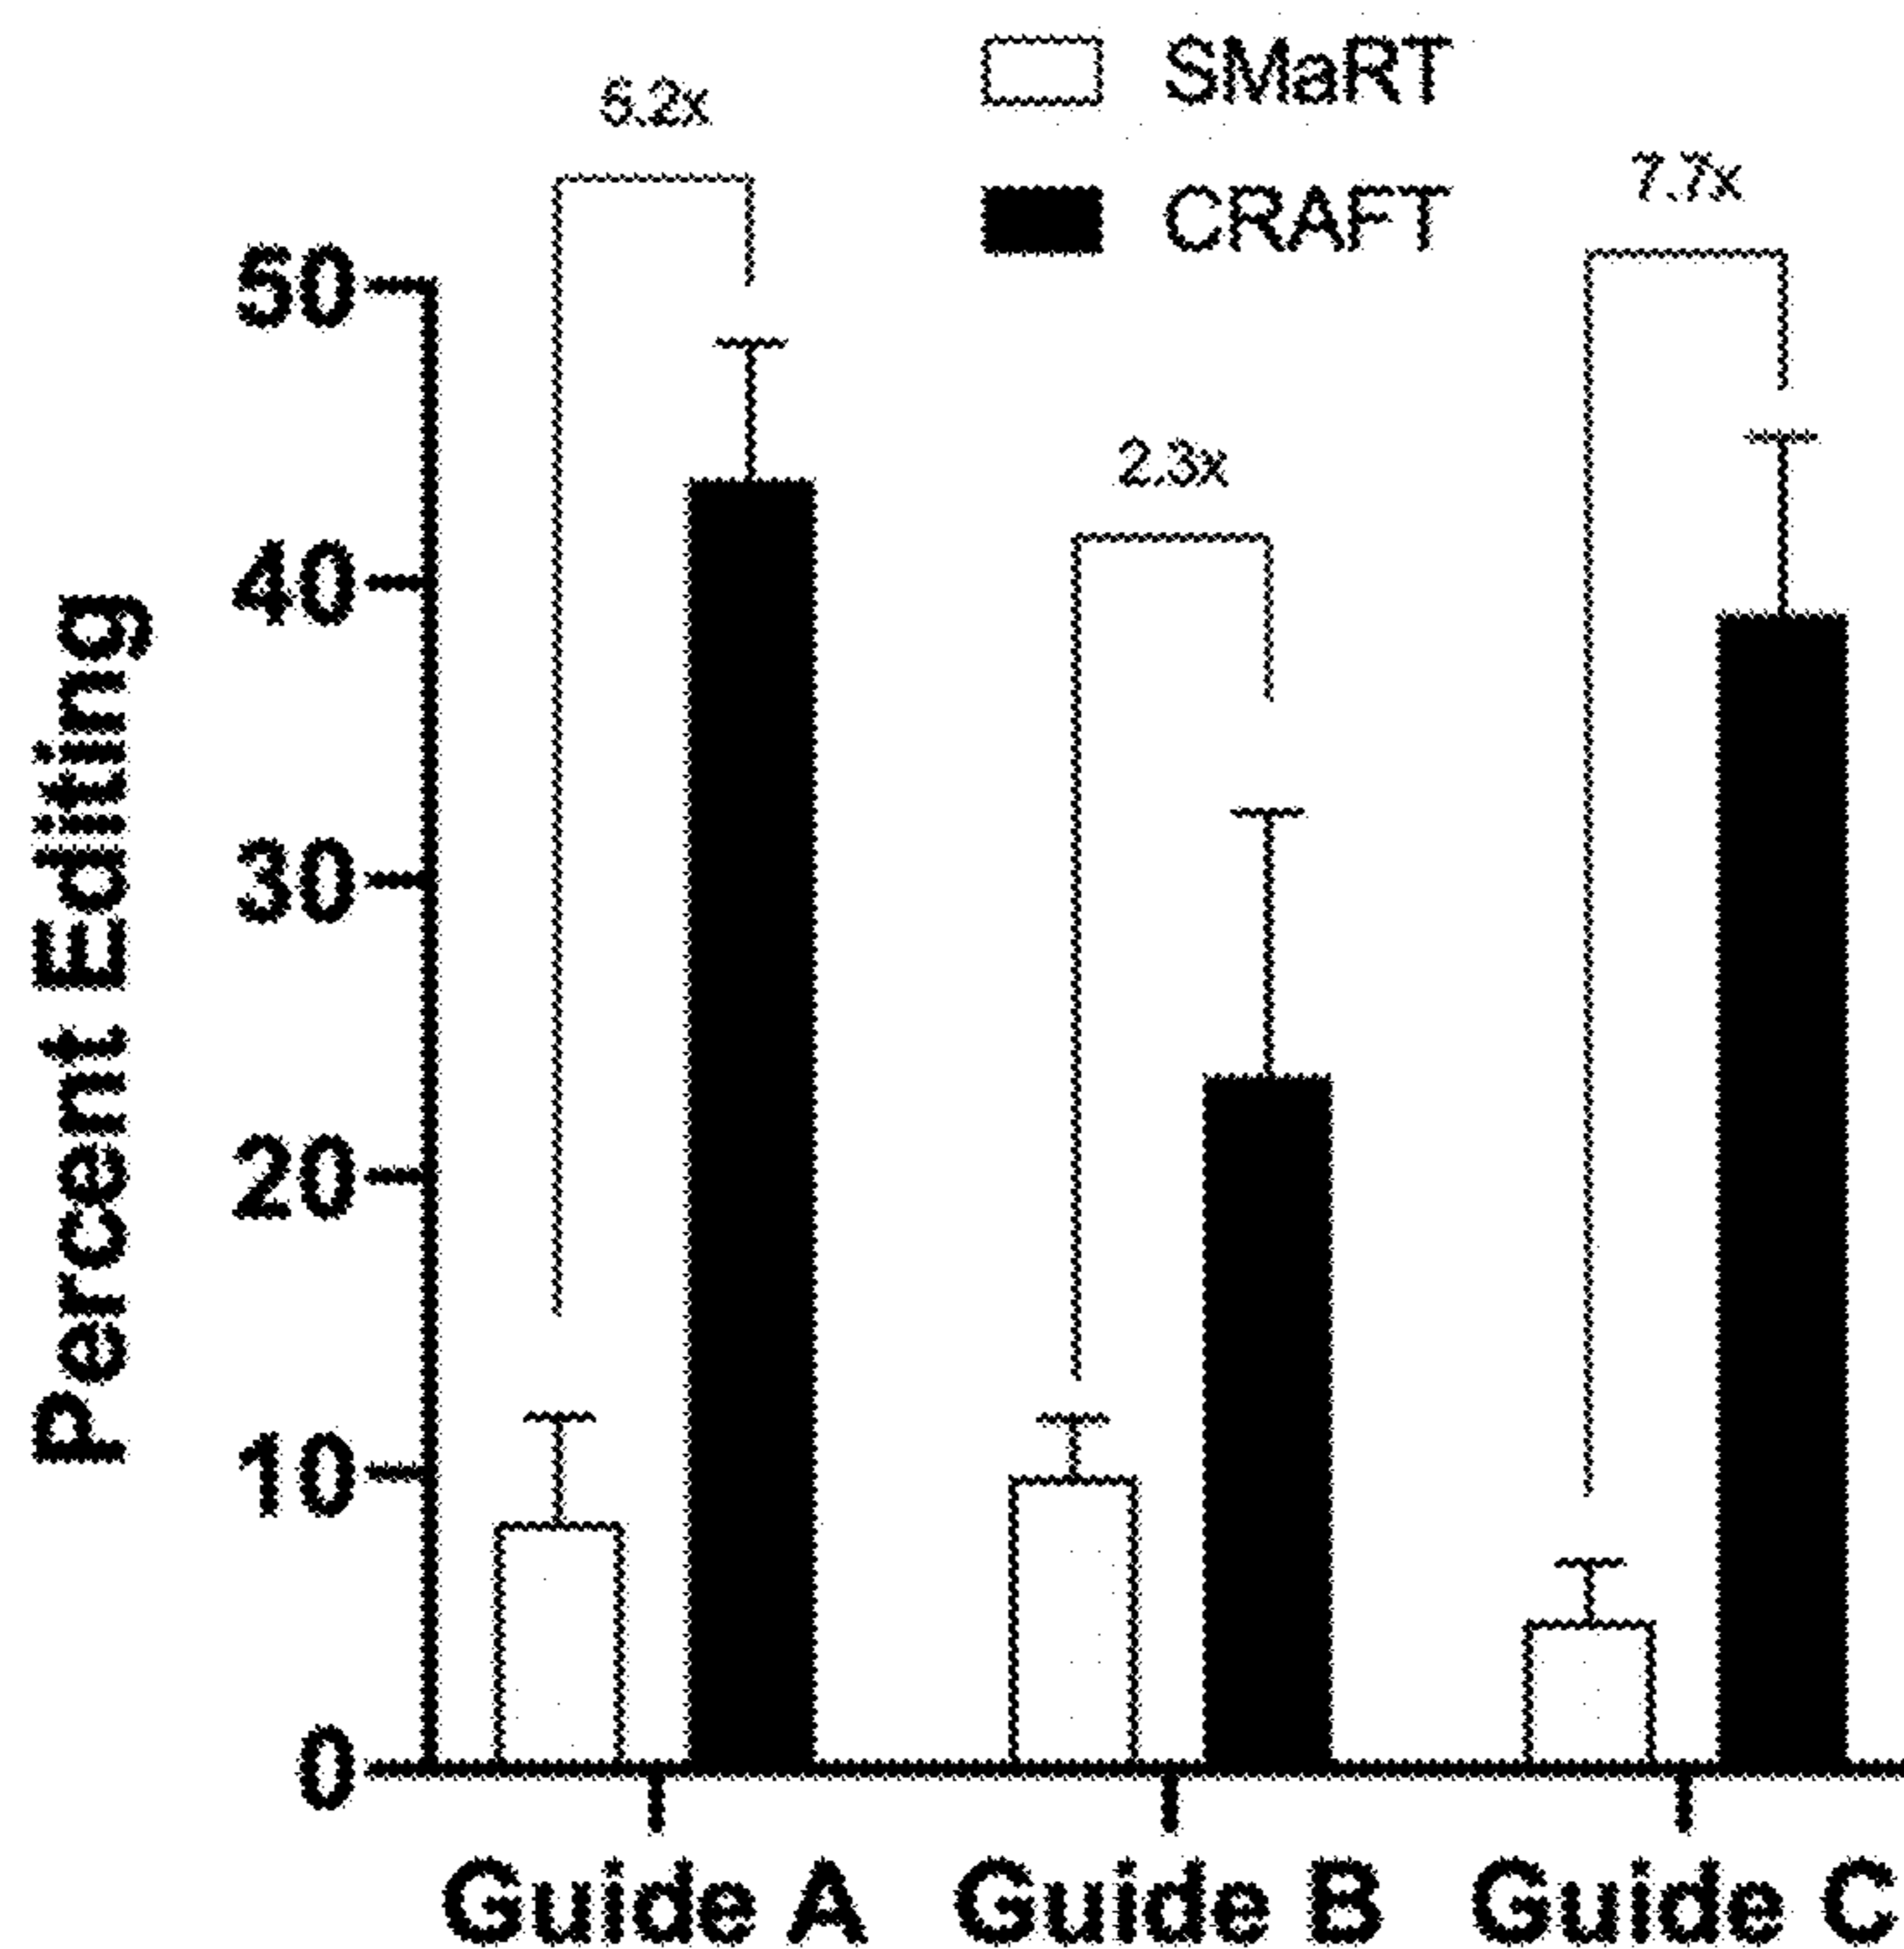 SMaRT
CRAFT
5.2x
2.3x
7.7x
Percent Editing
50
40
30
20
10
0
Guide A
Guide B
Guide C